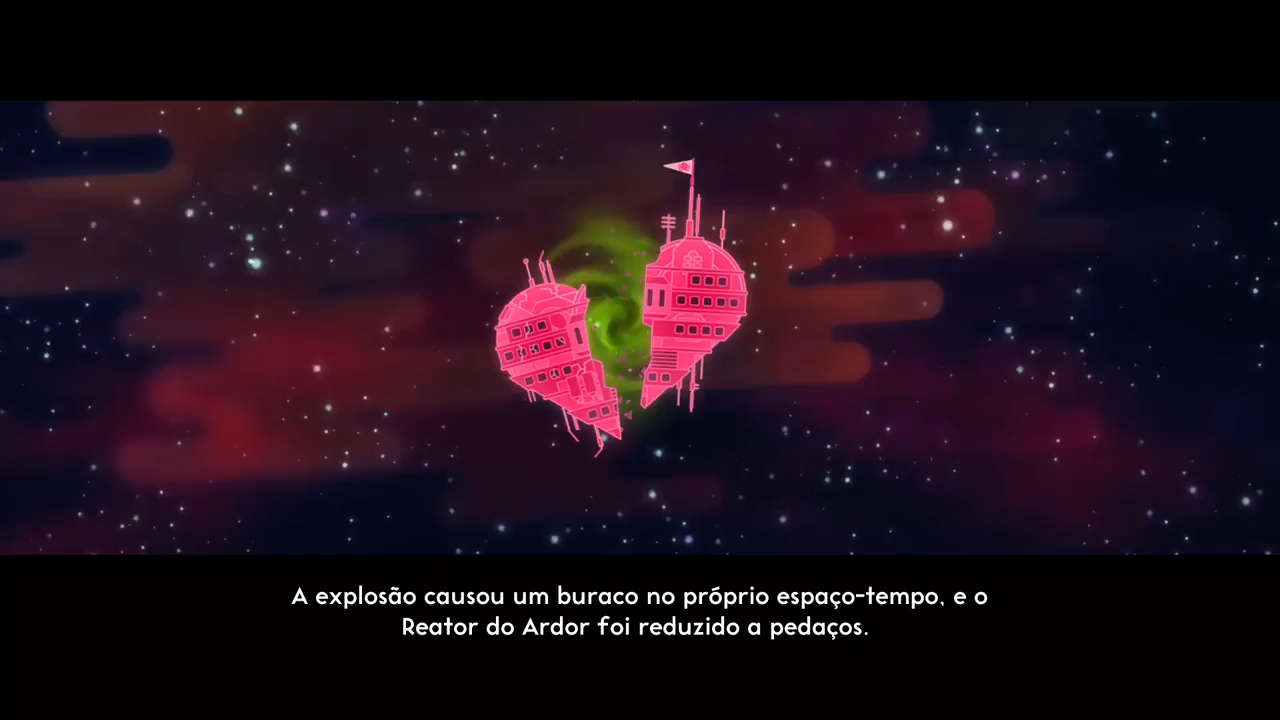 A explosão causou um buraco no próprio espaço-tempo, e o
Reator do Ardor foi reduzido a pedaços.